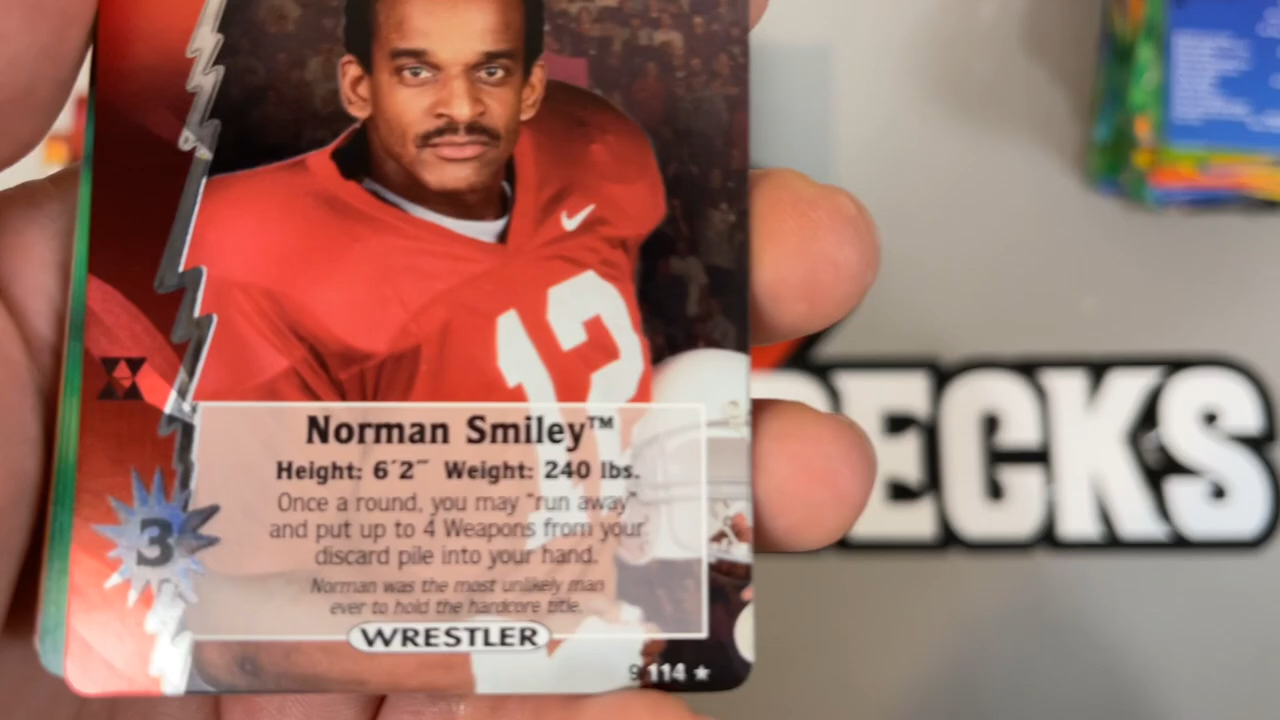 12
Norman Smiley™
Height: 6´2˝ Weight: 240 lbs.
Once a round, you may "run away"
and put up to 4 Weapons from your
discard pile into your hand.
3
Norman was the most unlikely man
ever to hold the hardcore title.
WRESTLER
9 114 ★
ECKS